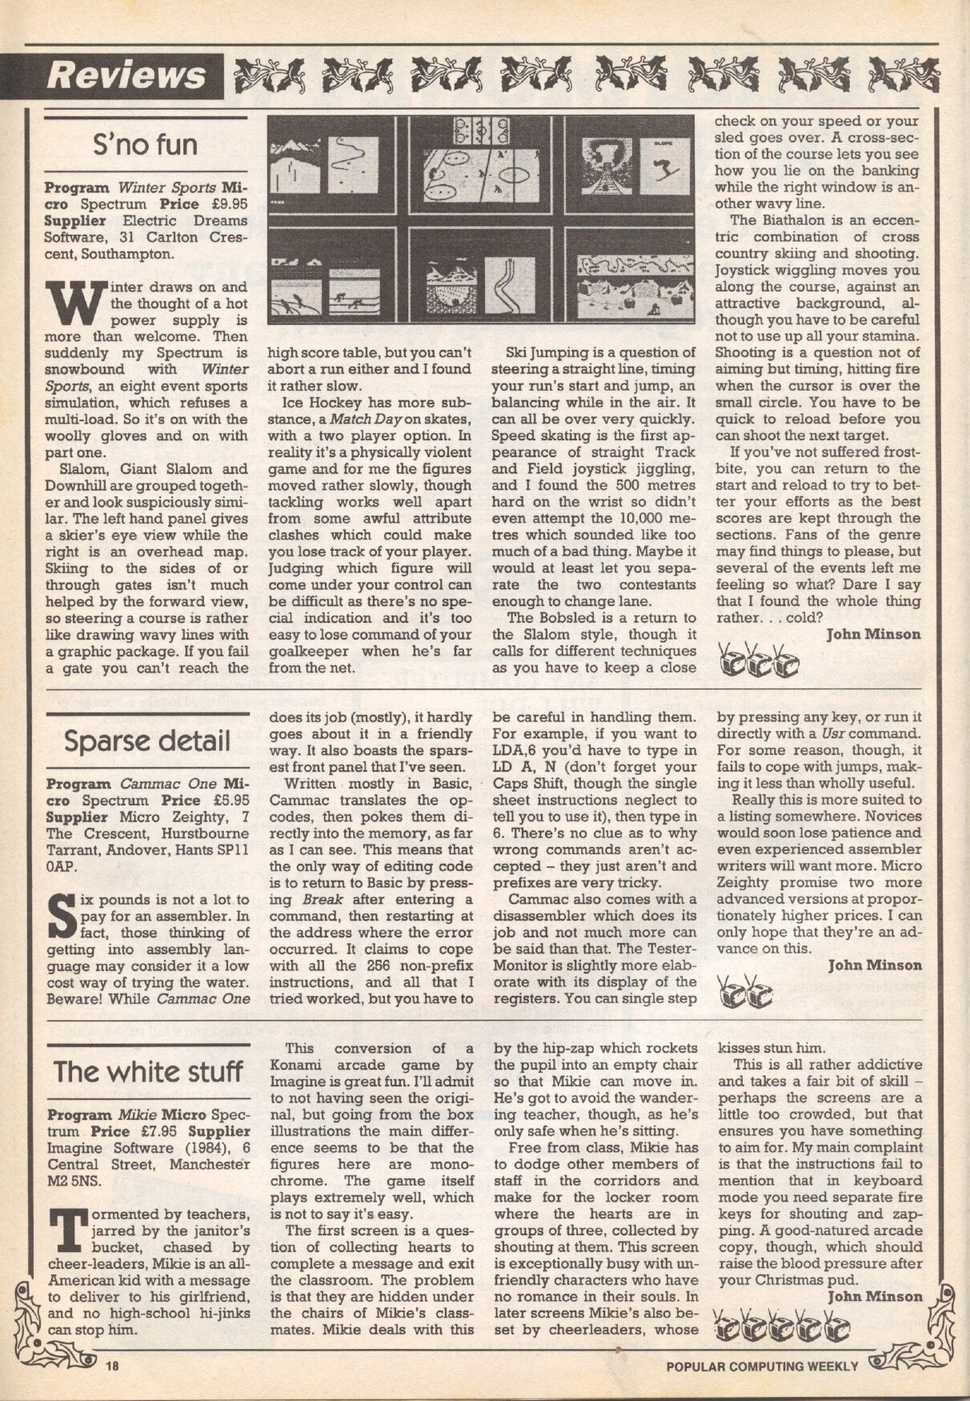 Reviews
S'no fun
Program Winter Sports Mi-
cro Spectrum Price £9.95
Supplier Electric Dreams
Software, 31 Carlton Cres-
cent, Southampton.
Winter draws on and
the thought of a hot
power supply is
more than welcome. Then
suddenly my Spectrum is
snowbound with Winter
Sports, an eight event sports
simulation, which refuses a
multi-load. So it's on with the
woolly gloves and on with
part one.
Slalom, Giant Slalom and
Downhill are grouped togeth-
er and look suspiciously simi-
lar. The left hand panel gives
a skier's eye view while the
right is an overhead map.
Skiing to the sides of or
through gates isn't much
helped by the forward view,
so steering a course is rather
like drawing wavy lines with
a graphic package. If you fail
a gate you can't reach the
high score table, but you can't
abort a run either and I found
it rather slow.
Ice Hockey has more sub-
stance, a Match Day on skates,
with a two player option. In
reality it's a physically violent
game and for me the figures
moved rather slowly, though
tackling works well apart
from some awful attribute
clashes which could make
you lose track of your player.
Judging which figure will
come under your control can
be difficult as there's no spe-
cial indication and it's too
easy to lose command of your
goalkeeper when he's far
from the net.
Ski Jumping is a question of
steering a straight line, timing
your run's start and jump, an
balancing while in the air. It
can all be over very quickly.
Speed skating is the first ap-
pearance of straight Track
and Field joystick jiggling,
and I found the 500 metres
hard on the wrist so didn't
even attempt the 10,000 me-
tres which sounded like too
much of a bad thing. Maybe it
would at least let you sepa-
rate the two contestants
enough to change lane.
The Bobsled is a return to
the Slalom style, though it
calls for different techniques
as you have to keep a close
check on your speed or your
sled goes over. A cross-sec-
tion of the course lets you see
how you lie on the banking
while the right window is an-
other wavy line.
The Biathalon is an eccen-
tric combination of cross
country skiing and shooting.
Joystick wiggling moves you
along the course, against an
attractive background, al-
though you have to be careful
not to use up all your stamina.
Shooting is a question not of
aiming but timing, hitting fire
when the cursor is over the
small circle. You have to be
quick to reload before you
can shoot the next target.
If you've not suffered frost-
bite, you can return to the
start and reload to try to bet-
ter your efforts as the best
scores are kept through the
sections. Fans of the genre
may find things to please, but
several of the events left me
feeling so what? Dare I say
that I found the whole thing
rather. . . cold?
John Minson
Sparse detail
Program Cammac One Mi-
cro Spectrum Price £5.95
Supplier Micro Zeighty, 7
The Crescent, Hurstbourne
Tarrant, Andover, Hants SP11
0AP.
Six pounds is not a lot to
pay for an assembler. In
fact, those thinking of
getting into assembly lan-
guage may consider it a low
cost way of trying the water.
Beware! While Cammac One
does its job (mostly), it hardly
goes about it in a friendly
way. It also boasts the spars-
est front panel that I've seen.
Written mostly in Basic,
Cammac translates the op-
codes, then pokes them di-
rectly into the memory, as far
as I can see. This means that
the only way of editing code
is to return to Basic by press-
ing Break after entering a
command, then restarting at
the address where the error
occurred. It claims to cope
with all the 256 non-prefix
instructions, and all that I
tried worked, but you have to
be careful in handling them.
For example, if you want to
LDA,6 you'd have to type in
LD A, N (don't forget your
Caps Shift, though the single
sheet instructions neglect to
tell you to use it), then type in
6. There's no clue as to why
wrong commands aren't ac-
cepted – they just aren't and
prefixes are very tricky.
Cammac also comes with a
disassembler which does its
job and not much more can
be said than that. The Tester-
Monitor is slightly more elab-
orate with its display of the
registers. You can single step
by pressing any key, or run it
directly with a Usr command.
For some reason, though, it
fails to cope with jumps, mak-
ing it less than wholly useful.
Really this is more suited to
a listing somewhere. Novices
would soon lose patience and
even experienced assembler
writers will want more. Micro
Zeighty promise two more
advanced versions at propor-
tionately higher prices. I can
only hope that they're an ad-
vance on this.
John Minson
The white stuff
Program Mikie Micro Spec-
trum Price £7.95 Supplier
Imagine Software (1984), 6
Central Street, Manchester
M2 5NS.
Tormented by teachers,
jarred by the janitor's
bucket, chased by
cheer-leaders, Mikie is an all-
American kid with a message
to deliver to his girlfriend,
and no high-school hi-jinks
can stop him.
This conversion of a
Konami arcade game by
Imagine is great fun. I'll admit
to not having seen the origi-
nal, but going from the box
illustrations the main differ-
ence seems to be that the
figures here are mono-
chrome. The game itself
plays extremely well, which
is not to say it's easy.
The first screen is a ques-
tion of collecting hearts to
complete a message and exit
the classroom. The problem
is that they are hidden under
the chairs of Mikie's class-
mates. Mikie deals with this
by the hip-zap which rockets
the pupil into an empty chair
so that Mikie can move in.
He's got to avoid the wander-
ing teacher, though, as he's
only safe when he's sitting.
Free from class, Mikie has
to dodge other members of
staff in the corridors and
make for the locker room
where the hearts are in
groups of three, collected by
shouting at them. This screen
is exceptionally busy with un-
friendly characters who have
no romance in their souls. In
later screens Mikie's also be-
set by cheerleaders, whose
kisses stun him.
This is all rather addictive
and takes a fair bit of skill –
perhaps the screens are a
little too crowded, but that
ensures you have something
to aim for. My main complaint
is that the instructions fail to
mention that in keyboard
mode you need separate fire
keys for shouting and zap-
ping. A good-natured arcade
copy, though, which should
raise the blood pressure after
your Christmas pud.
John Minson
18
POPULAR COMPUTING WEEKLY